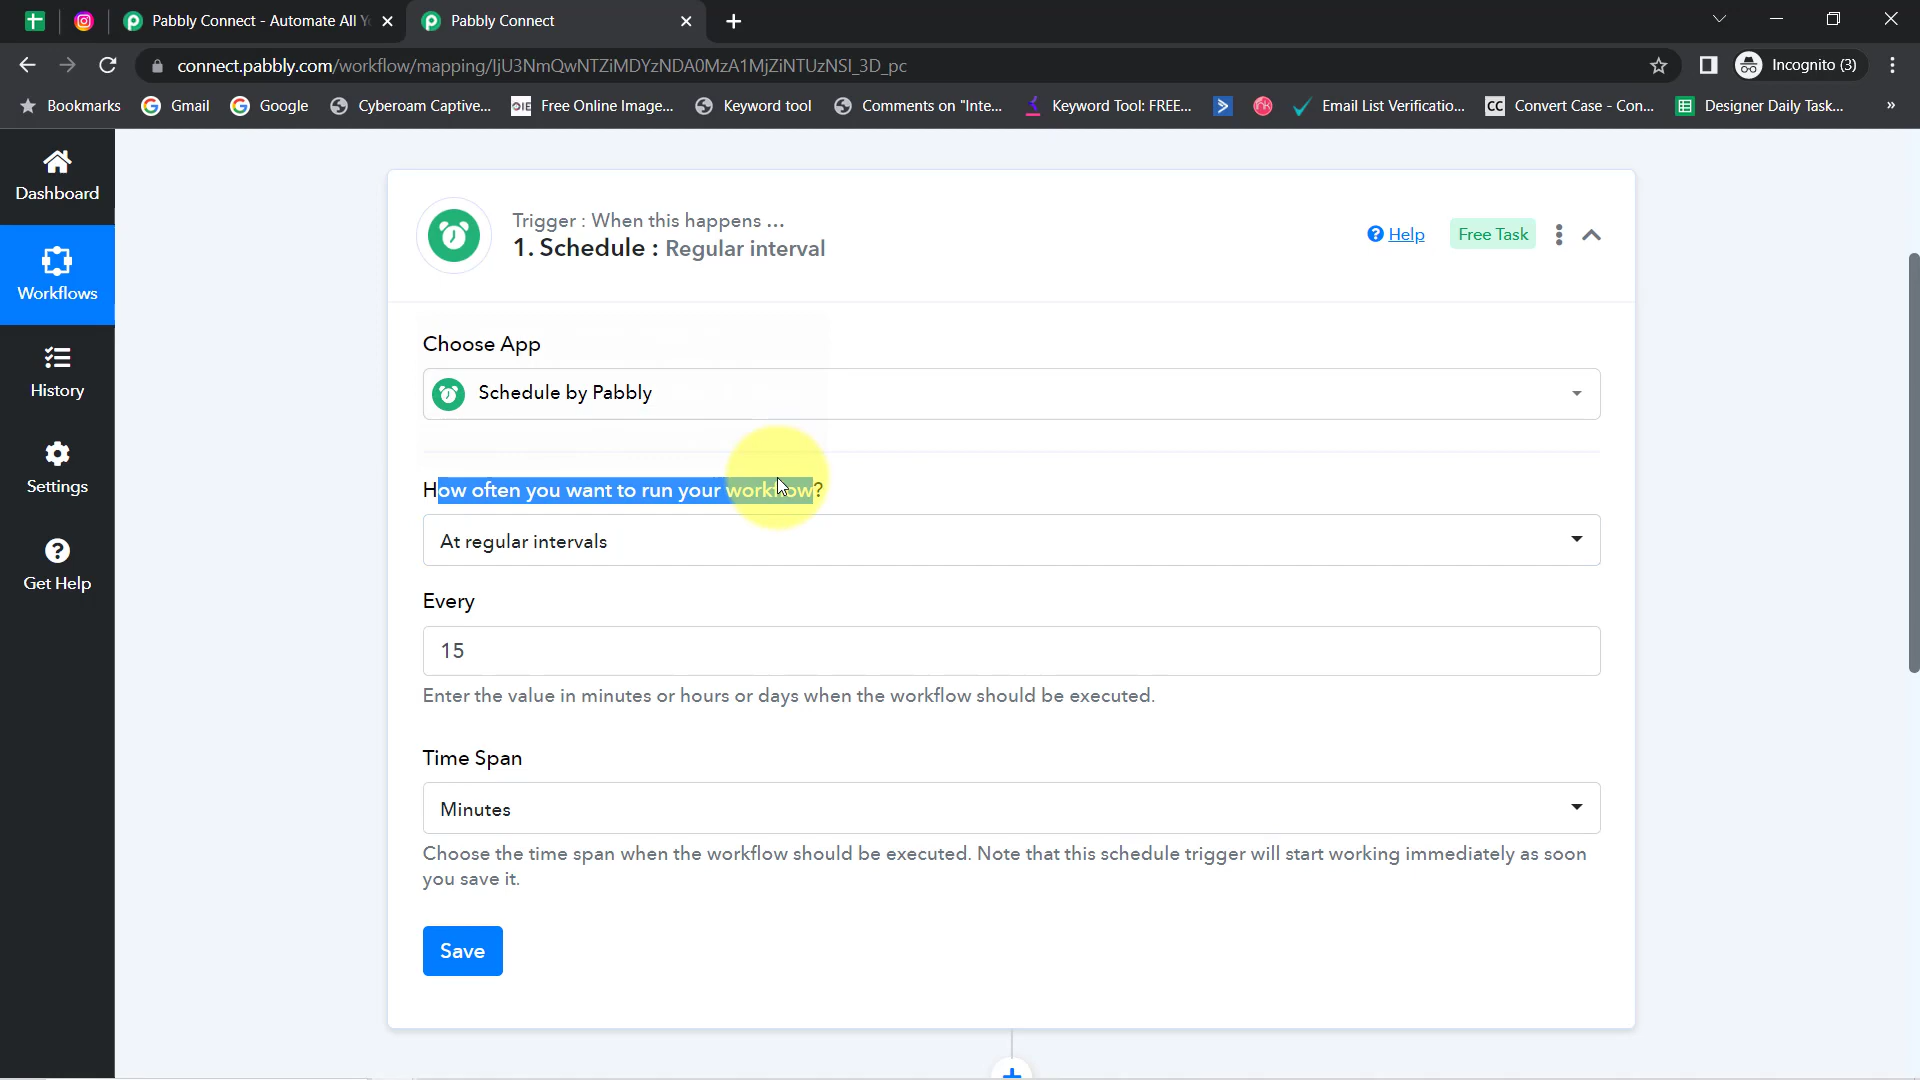 Pabbly Connect - Automate All Y
Pabbly Connect
connect.pabbly.com/workflow/mapping/IjU3NmQwNTZiMDYzNDA0MzA1MjZiNTUzNSI_3D_pc
Incognito (3)
Bookmarks
Gmail
Google
Cyberoam Captive...
OIE
Free Online Image...
Keyword tool
Comments on "Inte...
Keyword Tool: FREE...
Email List Verificatio...
CC
Convert Case - Con...
Designer Daily Task...
»
Dashboard
Workflows
History
Settings
Get Help
Trigger : When this happens ...
1. Schedule : Regular interval
Help
Free Task
Choose App
Schedule by Pabbly
How often you want to run your workflow?
At regular intervals
Every
15
Enter the value in minutes or hours or days when the workflow should be executed.
Time Span
Minutes
Choose the time span when the workflow should be executed. Note that this schedule trigger will start working immediately as soon
you save it.
Save